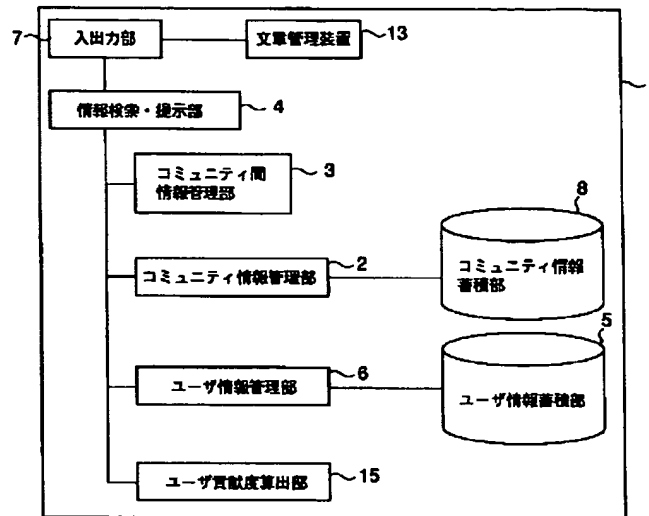 7 入出力部 文章管理装置 13
情報検索・提示部 4
コミュニティ間
情報管理部 3
8
コミュニティ情報管理部 2
コミュニティ情報
蓄積部
5
ユーザ情報管理部 6
ユーザ情報蓄積部
ユーザ貢献度算出部 15